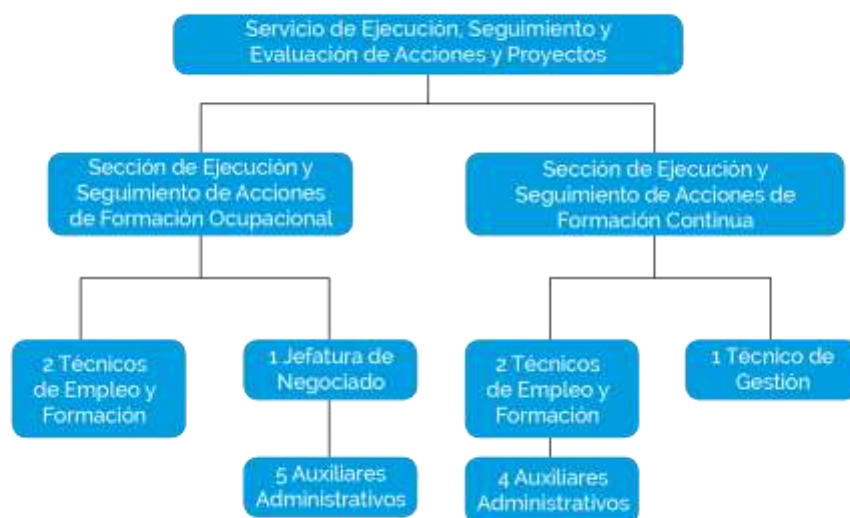 Servicio de Ejecución, Seguimiento y
Evaluación de Acciones y Proyectos
Sección de Ejecución y
Seguimiento de Acciones
de Formación Ocupacional
Sección de Ejecución y
Seguimiento de Acciones de
Formación Continua
2 Técnicos
de Empleo y
Formación
1 Jefatura de
Negociado
2 Técnicos
de Empleo y
Formación
1 Técnico de
Gestión
5 Auxiliares
Administrativos
4 Auxiliares
Administrativos